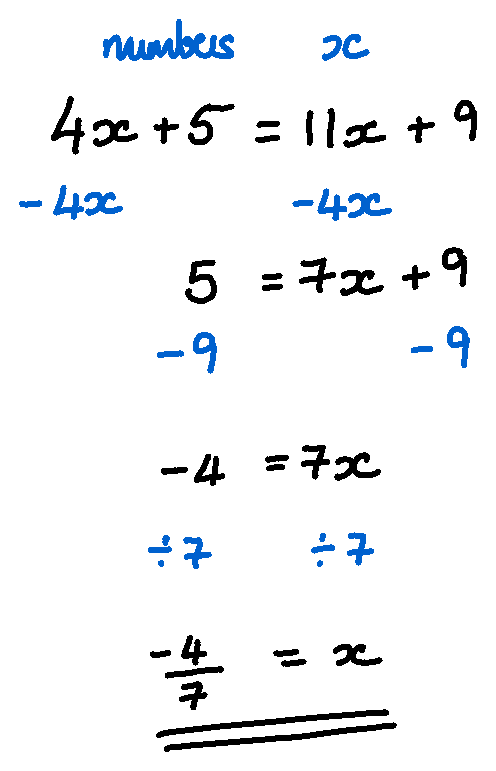 numbers x
4x + 5 = 11x + 9
-4x -4x
5 = 7x + 9
-9 -9
-4 = 7x
÷7 ÷7
-4/7 = x